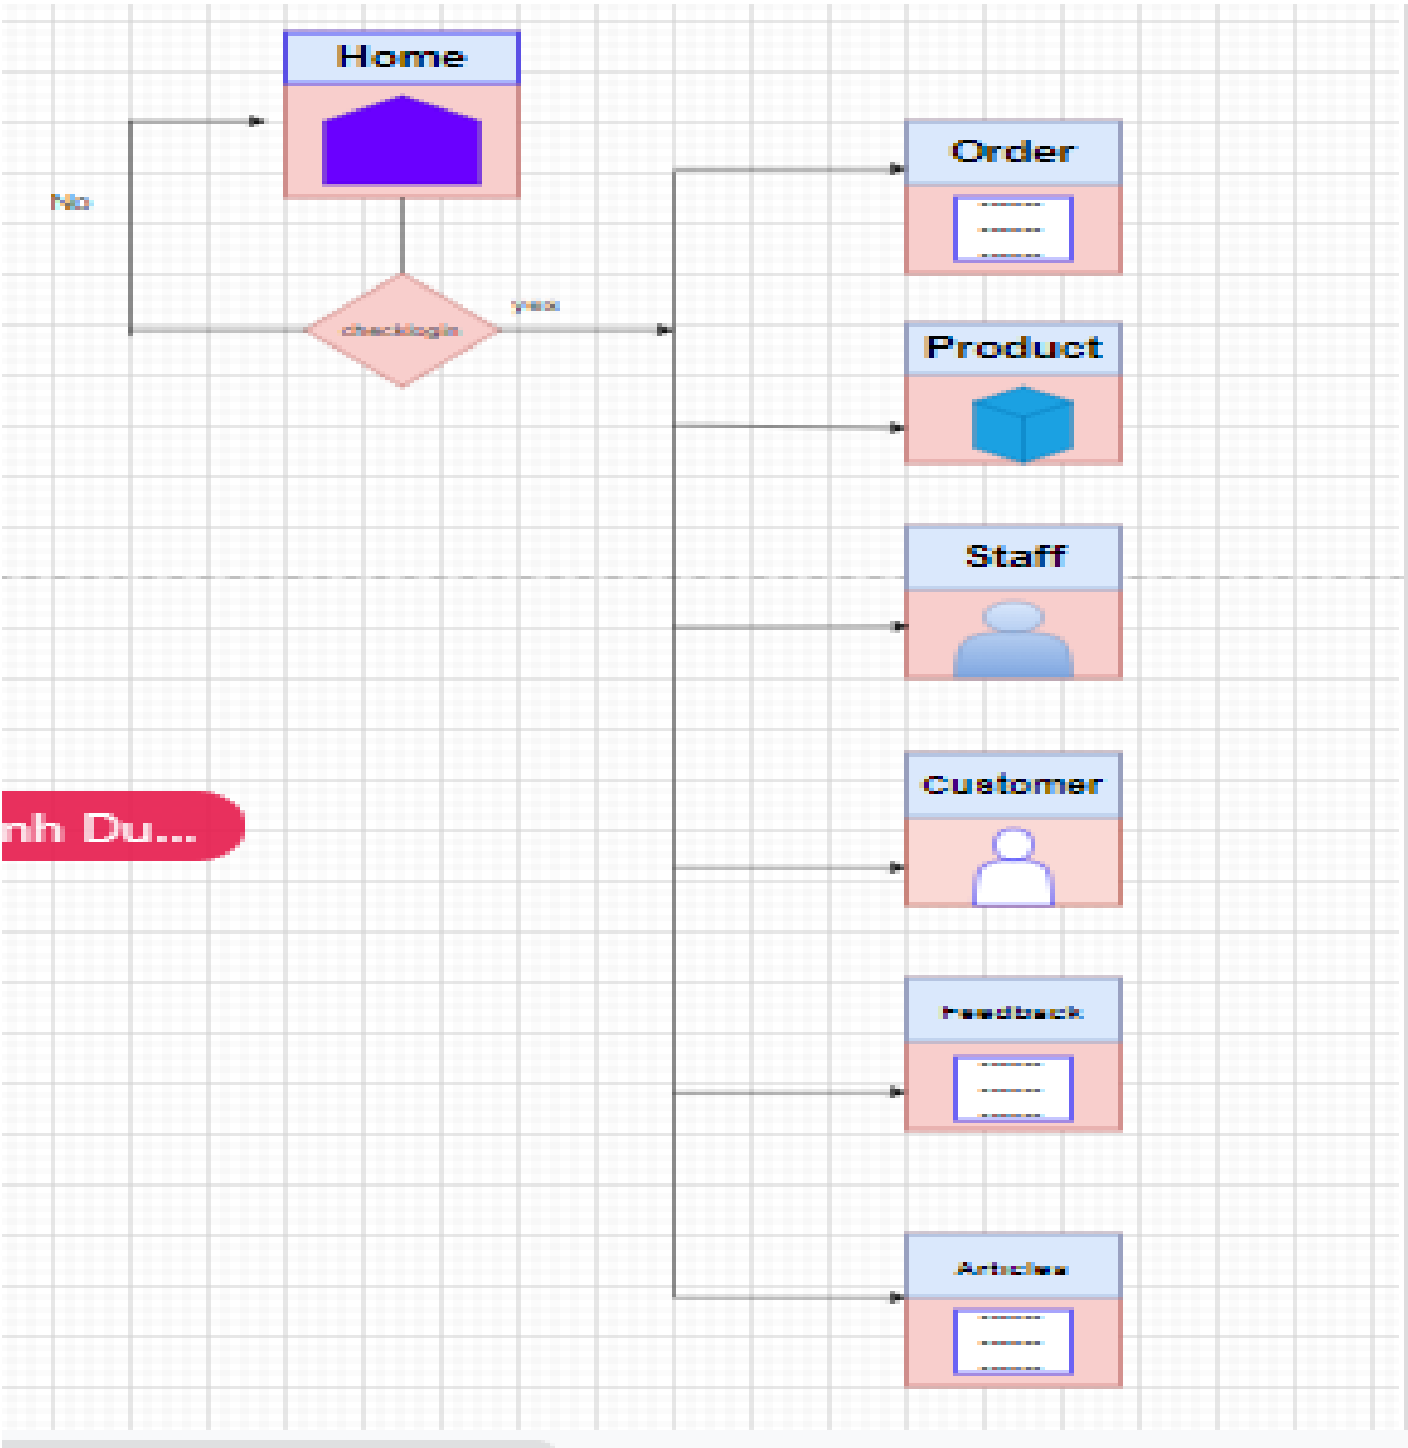 Home
Order
No
yes
checklogin
Product
Staff
Customer
nh Du...
Feedback
Articles